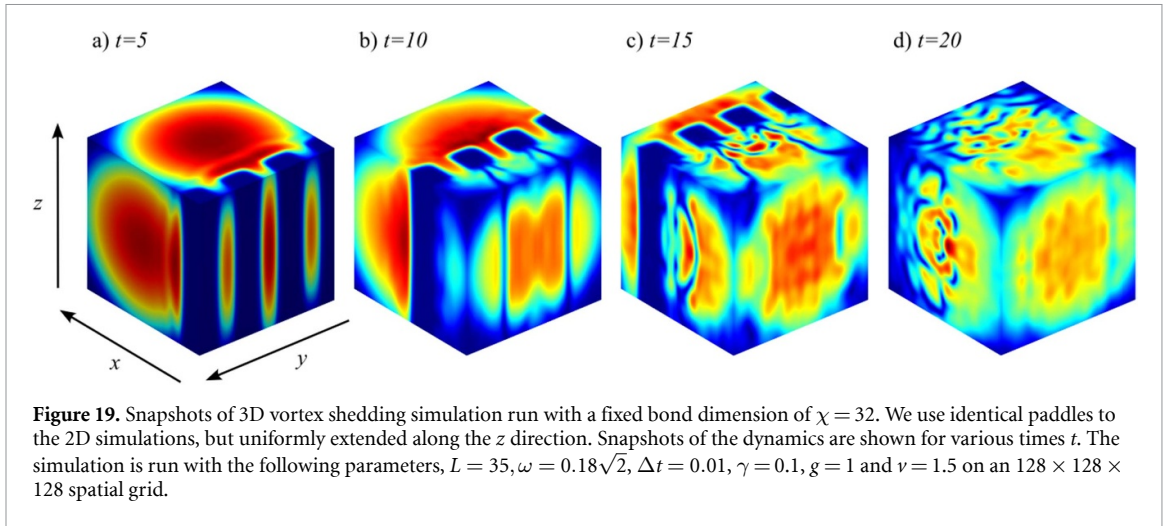 a) t=5
b) t=10
c) t=15
d) t=20
z
x
y
Figure 19. Snapshots of 3D vortex shedding simulation run with a fixed bond dimension of χ = 32. We use identical paddles to
the 2D simulations, but uniformly extended along the z direction. Snapshots of the dynamics are shown for various times t. The
simulation is run with the following parameters, L = 35, ω = 0.18√2, Δt = 0.01, γ = 0.1, g = 1 and ν = 1.5 on an 128 × 128 ×
128 spatial grid.